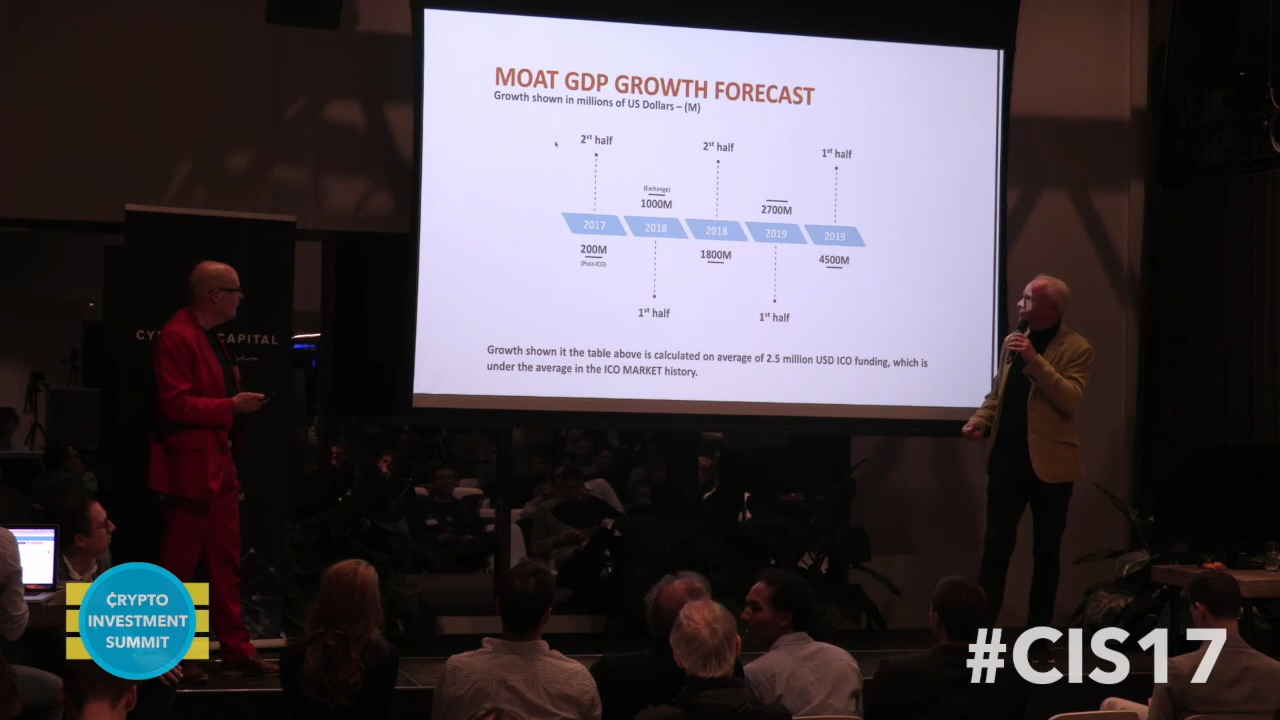 MOAT GDP GROWTH FORECAST
Growth shown in millions of US Dollars – (M)
2st half
2st half
1st half
(Exchange)
1000M
2700M
2017
2018
2018
2019
2019
200M
(Post-ICO)
1800M
4500M
1st half
1st half
Growth shown it the table above is calculated on average of 2.5 million USD ICO funding, which is
under the average in the ICO MARKET history.
CAPITAL
CRYPTO
INVESTMENT
SUMMIT
#CIS17